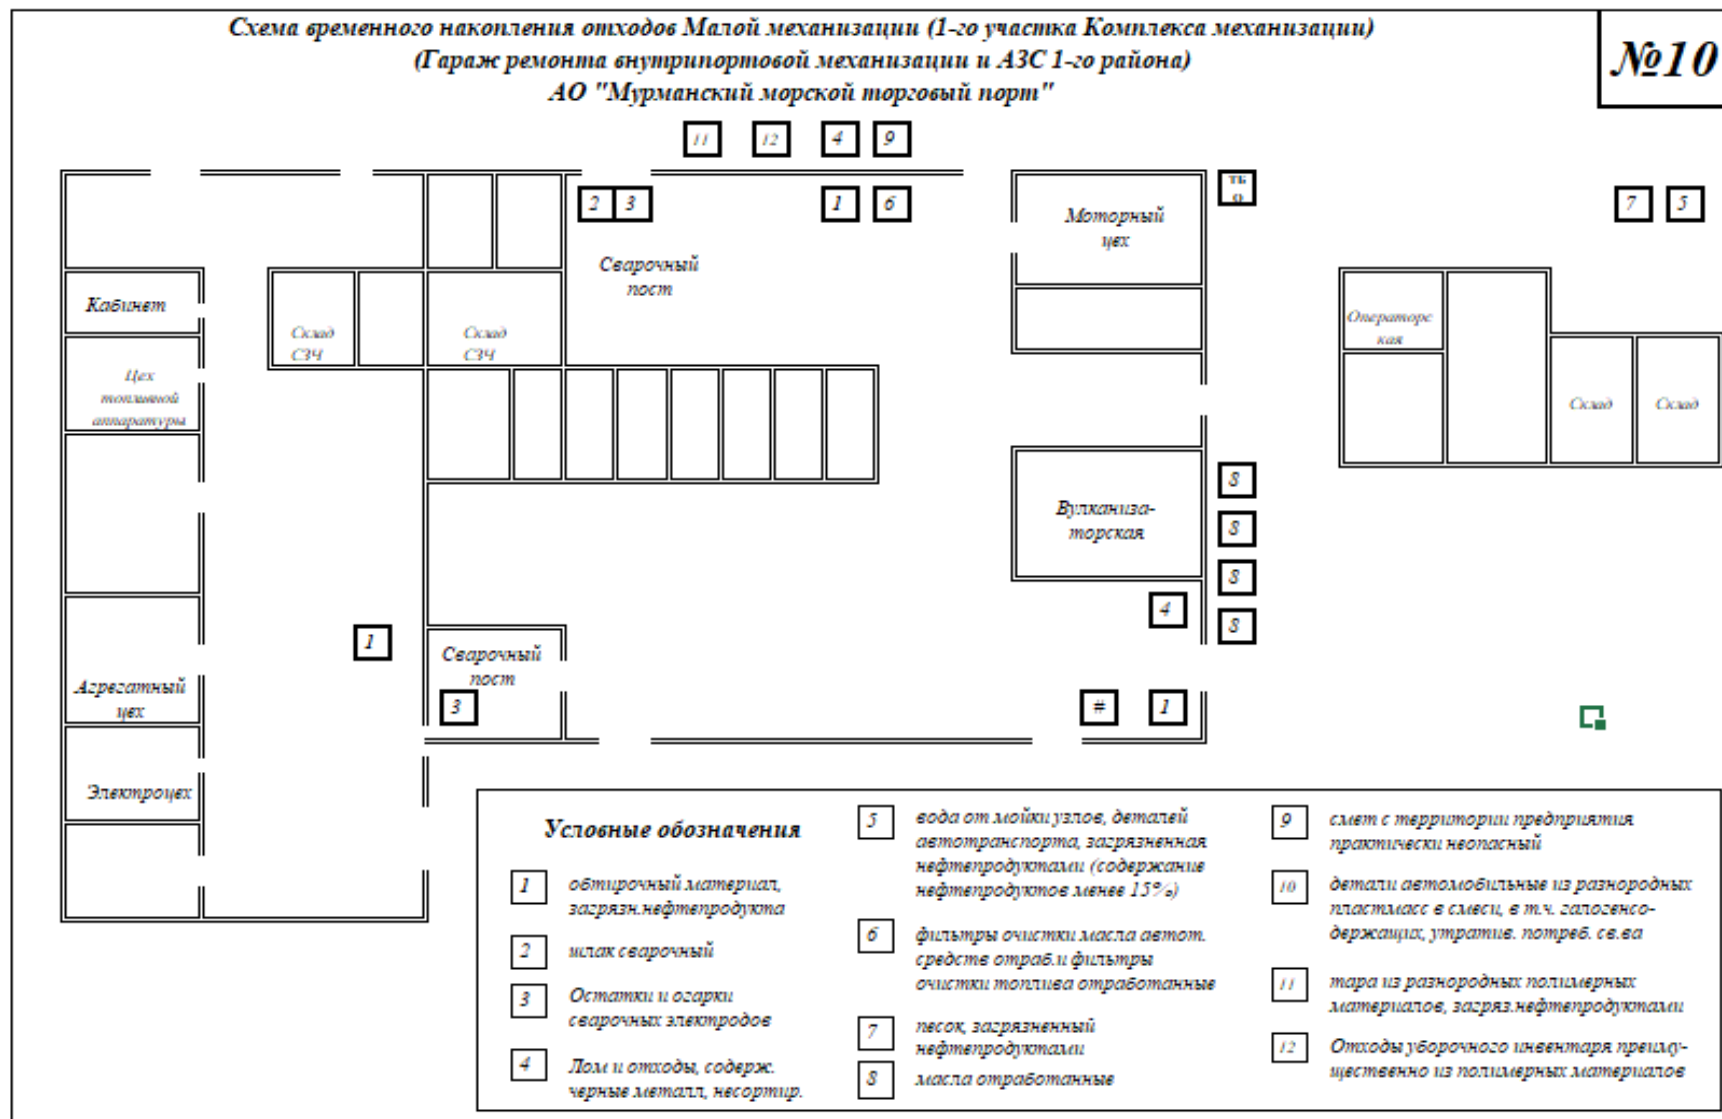 Схема временного накопления отходов Малой механизации (1-го участка Комплекса механизации)
(Гараж ремонта внутрипортовой механизации и АЗС 1-го района)
АО "Мурманский морской торговый порт"
№10
11 12 4 9
2 3 1 6
ТБ
О
7 5
Моторный
цех
Сварочный
пост
Кабинет
Склад
СЗЧ
Склад
СЗЧ
Операторс
кая
Цех
топливной
аппаратуры
Склад Склад
Вулканиза-
торская
8
8
8
8
4
1
Сварочный
пост
3
Агрегатный
цех
# 1
Электроцех
Условные обозначения
1 обтирочный материал,
загрязн.нефтепродукта
2 шлак сварочный
3 Остатки и огарки
сварочных электродов
4 Лом и отходы, содерж.
черные металл, несортир.
5 вода от мойки узлов, деталей
автотранспорта, загрязненная
нефтепродуктами (содержание
нефтепродуктов менее 15%)
6 фильтры очистки масла автот.
средств отраб.и фильтры
очистки топлива отработанные
7 песок, загрязненный
нефтепродуктами
8 масла отработанные
9 смет с территории предприятия
практически неопасный
10 детали автомобильные из разнородных
пластмасс в смеси, в т.ч. галогенсо-
держащих, утратив. потреб. св.ва
11 тара из разнородных полимерных
материалов, загряз.нефтепродуктами
12 Отходы уборочного инвентаря преиму-
щественно из полимерных материалов